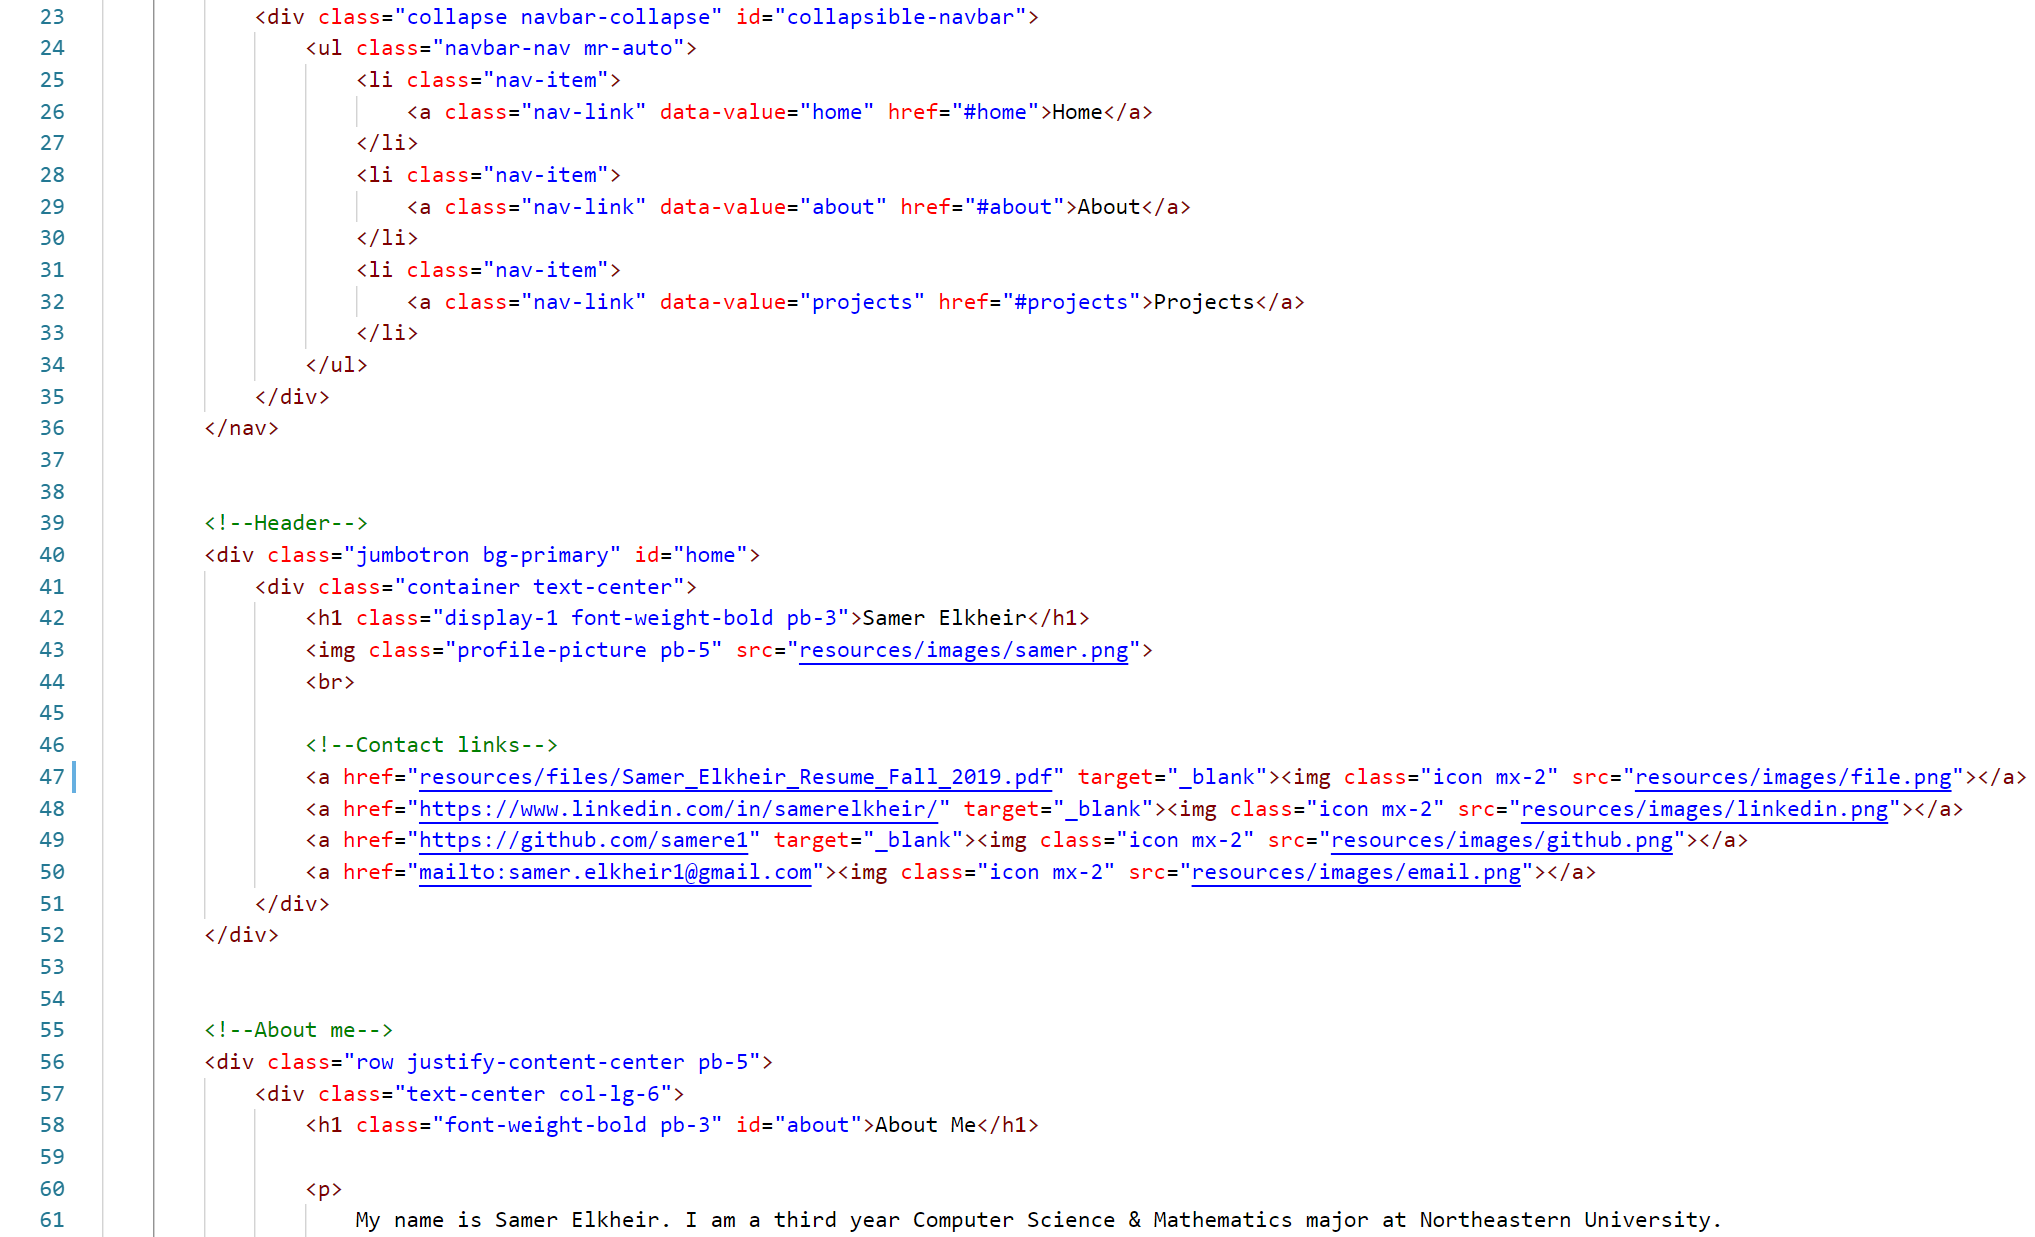 23 <div class="collapse navbar-collapse" id="collapsible-navbar">
24 <ul class="navbar-nav mr-auto">
25 <li class="nav-item">
26 <a class="nav-link" data-value="home" href="#home">Home</a>
27 </li>
28 <li class="nav-item">
29 <a class="nav-link" data-value="about" href="#about">About</a>
30 </li>
31 <li class="nav-item">
32 <a class="nav-link" data-value="projects" href="#projects">Projects</a>
33 </li>
34 </ul>
35 </div>
36 </nav>
37
38
39 <!--Header-->
40 <div class="jumbotron bg-primary" id="home">
41 <div class="container text-center">
42 <h1 class="display-1 font-weight-bold pb-3">Samer Elkheir</h1>
43 <img class="profile-picture pb-5" src="resources/images/samer.png">
44 <br>
45
46 <!--Contact links-->
47 <a href="resources/files/Samer_Elkheir_Resume_Fall_2019.pdf" target="_blank"><img class="icon mx-2" src="resources/images/file.png"></a>
48 <a href="https://www.linkedin.com/in/samerelkheir/" target="_blank"><img class="icon mx-2" src="resources/images/linkedin.png"></a>
49 <a href="https://github.com/samere1" target="_blank"><img class="icon mx-2" src="resources/images/github.png"></a>
50 <a href="mailto:samer.elkheir1@gmail.com"><img class="icon mx-2" src="resources/images/email.png"></a>
51 </div>
52 </div>
53
54
55 <!--About me-->
56 <div class="row justify-content-center pb-5">
57 <div class="text-center col-lg-6">
58 <h1 class="font-weight-bold pb-3" id="about">About Me</h1>
59
60 <p>
61 My name is Samer Elkheir. I am a third year Computer Science & Mathematics major at Northeastern University.